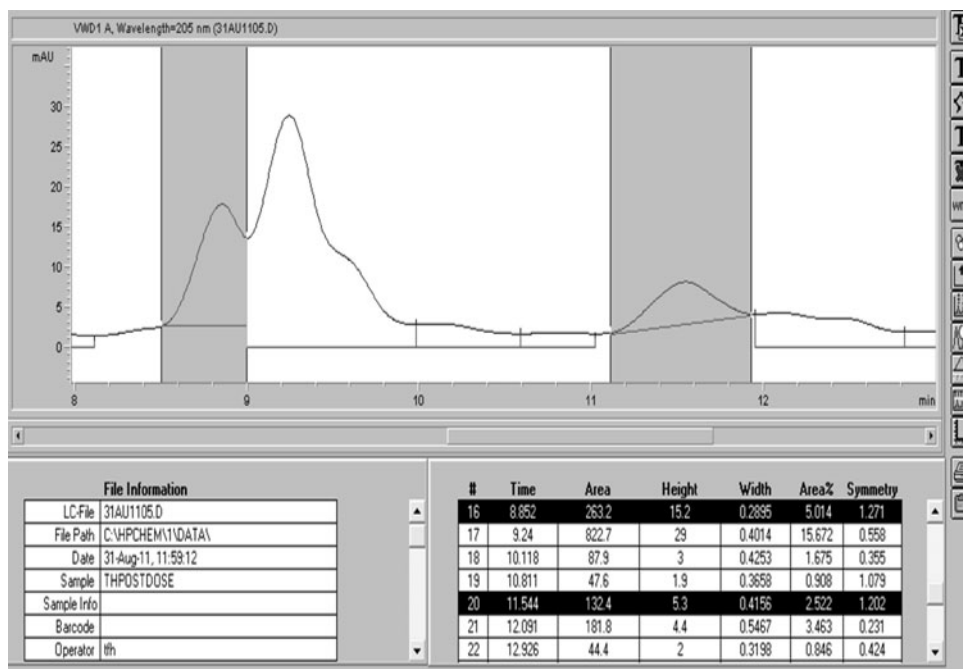 VWD1 A, Wavelength=205 nm (31AU1105.D)
mAU
30
25
20
15
10
5
0
8 9 10 11 12 min
File Information
LC-File 31AU1105.D
File Path C:\HPCHEM\1\DATA\
Date 31-Aug-11, 11:59:12
Sample THPOSTDOSE
Sample Info
Barcode
Operator tfh
# Time Area Height Width Area% Symmetry
16 8.852 263.2 15.2 0.2895 5.014 1.271
17 9.24 822.7 29 0.4014 15.672 0.558
18 10.118 87.9 3 0.4253 1.675 0.355
19 10.811 47.6 1.9 0.3658 0.908 1.079
20 11.544 132.4 5.3 0.4156 2.522 1.202
21 12.091 181.8 4.4 0.5467 3.463 0.231
22 12.926 44.4 2 0.3198 0.846 0.424